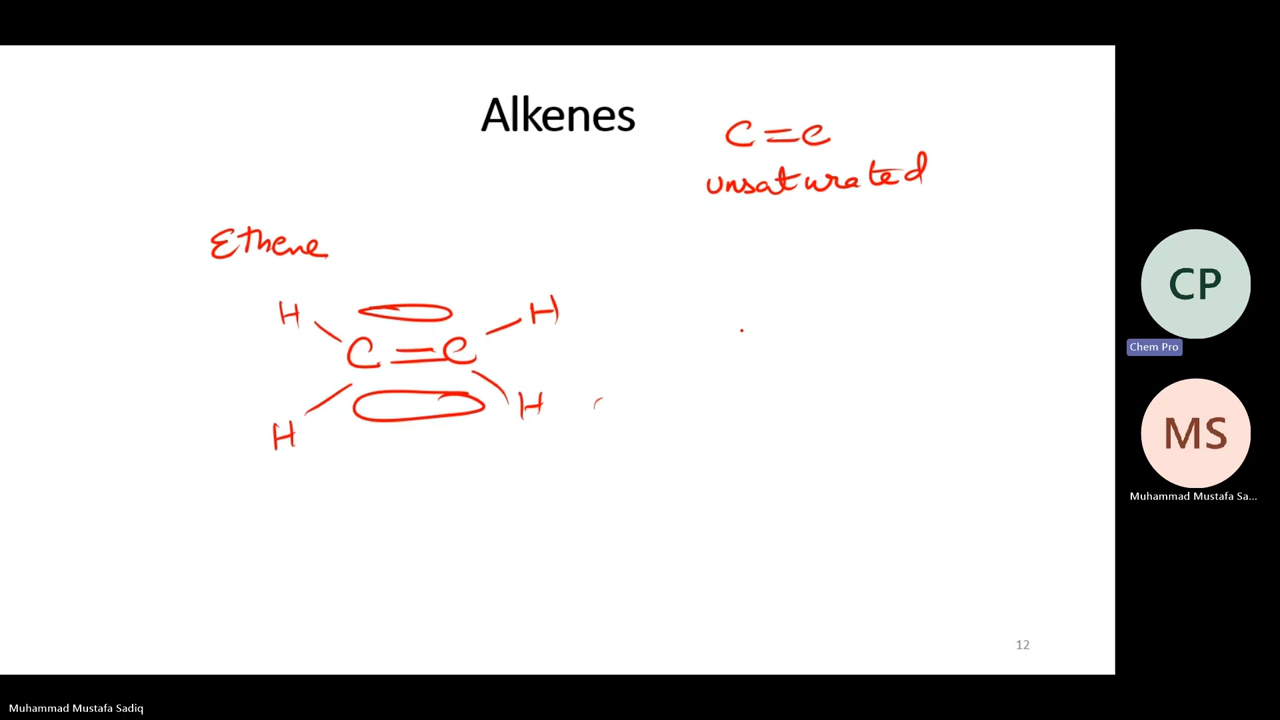 Alkenes
C=C
unsaturated
Ethene
H H
C=C
H H
12
CP
Chem Pro
MS
Muhammad Mustafa Sa...
Muhammad Mustafa Sadiq